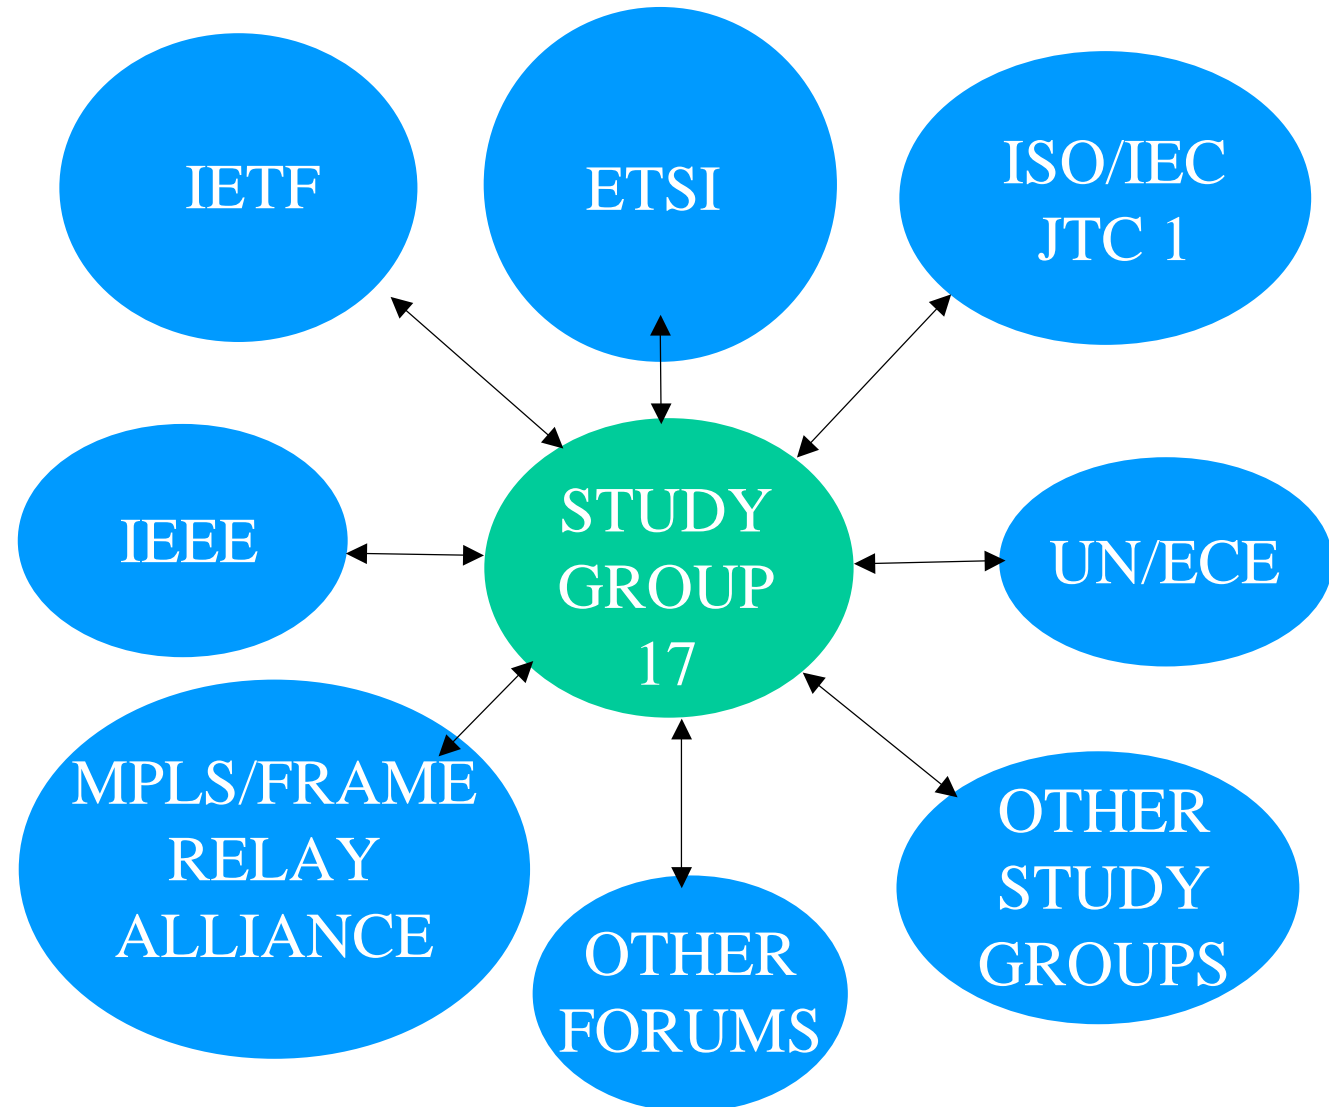 IETF
ETSI
ISO/IEC
JTC 1
IEEE
STUDY
GROUP
17
UN/ECE
MPLS/FRAME
RELAY
ALLIANCE
OTHER
FORUMS
OTHER
STUDY
GROUPS